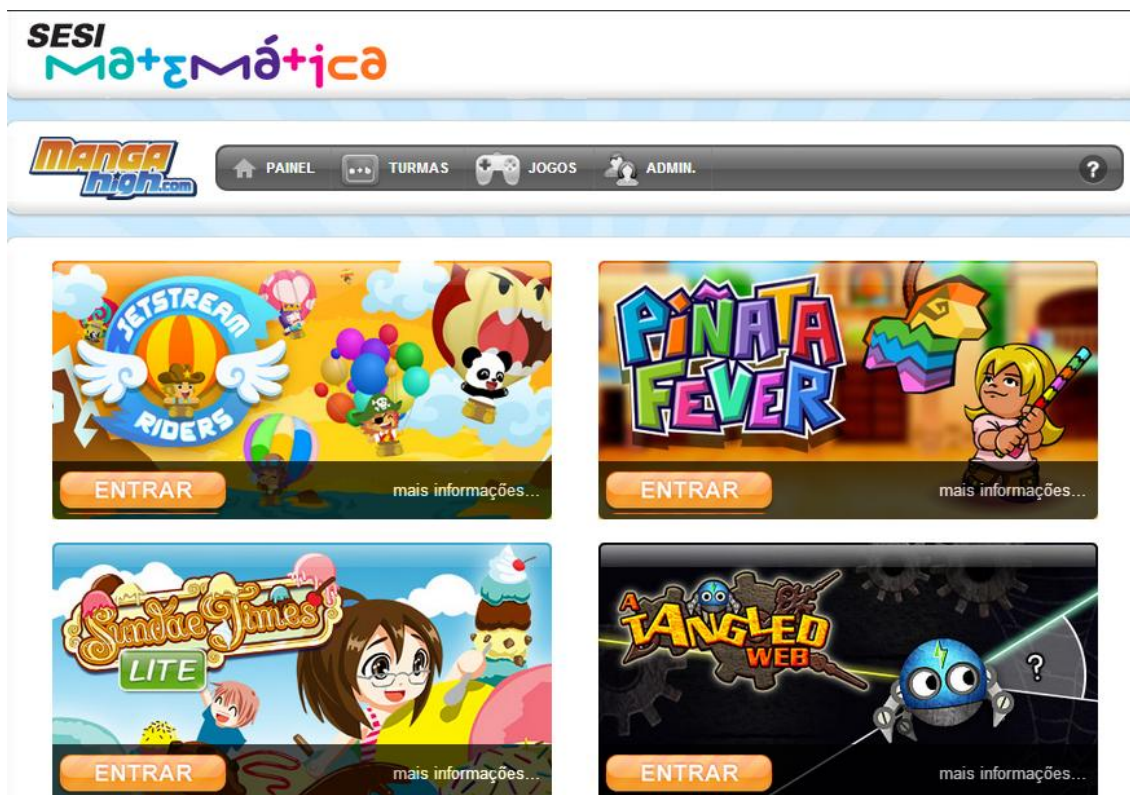 SESI
Matemática
MANGA
high.com
PAINEL TURMAS JOGOS ADMIN. ?
JETSTREAM
RIDERS
ENTRAR mais informações...
PIÑATA
FEVER
ENTRAR mais informações...
Sundae Times
LITE
ENTRAR mais informações...
A
TANGLED
WEB
?
ENTRAR mais informações...